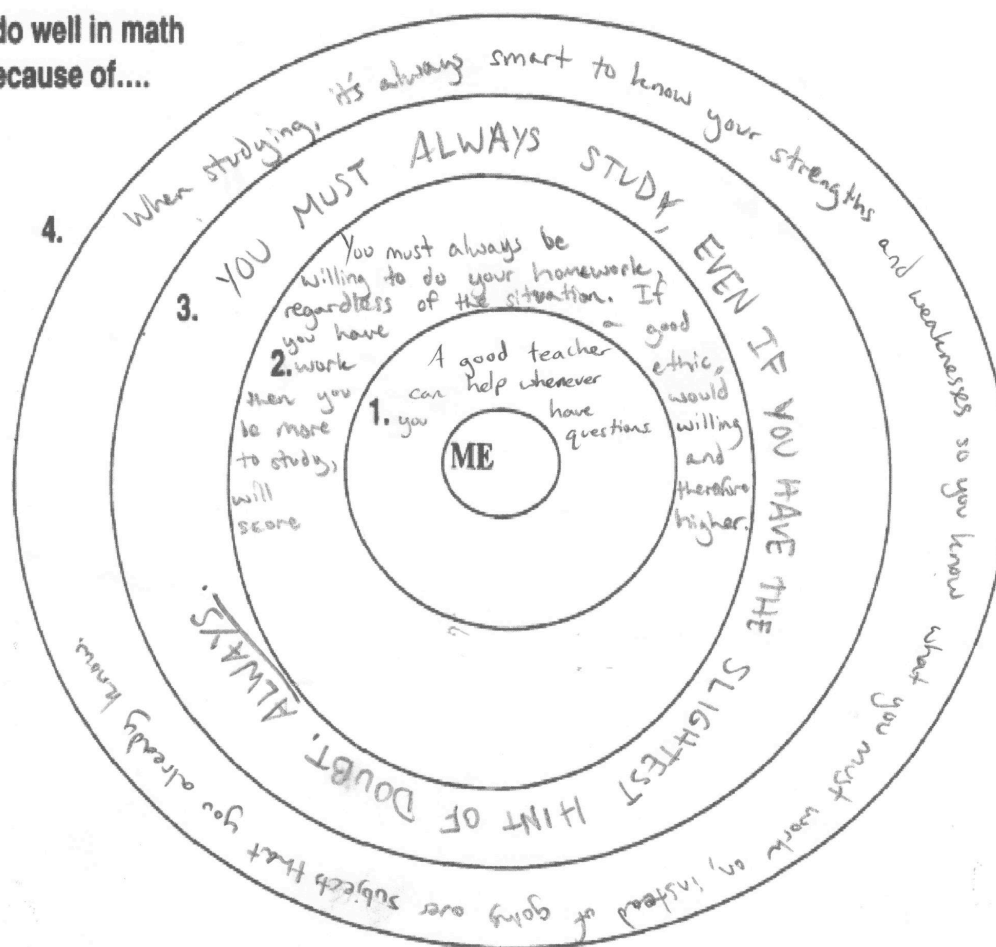 do well in math
ecause of....
4.
When studying, it's always smart to know your strengths and weaknesses so you know what you must work on, instead of going over subjects that you already know.
3.
YOU MUST ALWAYS STUDY, EVEN IF YOU HAVE THE SLIGHTEST HINT OF DOUBT. ALWAYS.
2.
You must always be
willing to do your homework,
regardless of the situation. If
you have a good
work ethic,
then you would
be more willing
to study, and
will therefore
score higher.
1.
A good teacher
can help whenever
you have
questions
ME